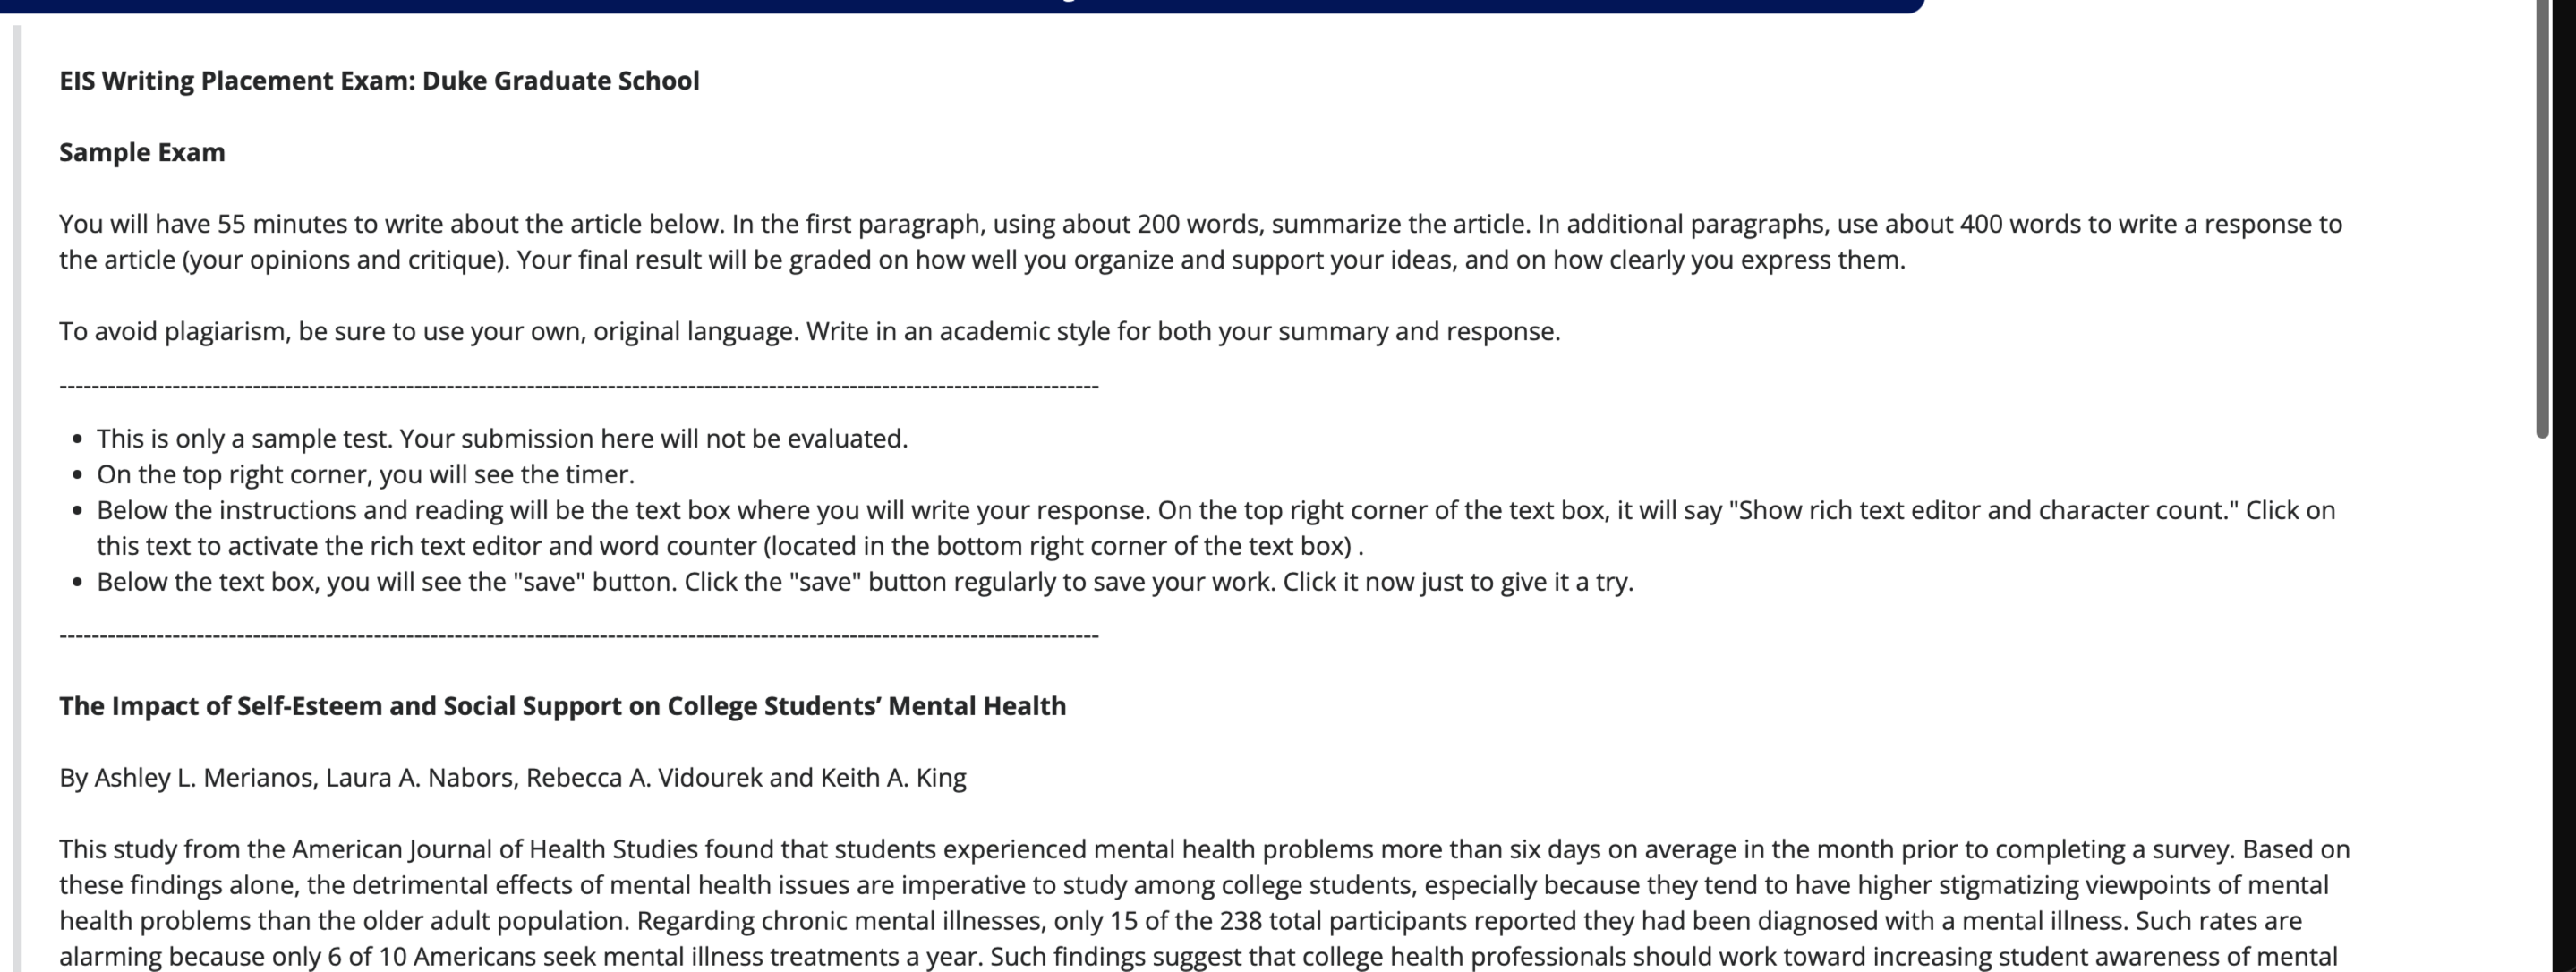 EIS Writing Placement Exam: Duke Graduate School
Sample Exam
You will have 55 minutes to write about the article below. In the first paragraph, using about 200 words, summarize the article. In additional paragraphs, use about 400 words to write a response to
the article (your opinions and critique). Your final result will be graded on how well you organize and support your ideas, and on how clearly you express them.
To avoid plagiarism, be sure to use your own, original language. Write in an academic style for both your summary and response.
--------------------------------------------------------------------------------------------------------------------------------
• This is only a sample test. Your submission here will not be evaluated.
• On the top right corner, you will see the timer.
• Below the instructions and reading will be the text box where you will write your response. On the top right corner of the text box, it will say "Show rich text editor and character count." Click on
this text to activate the rich text editor and word counter (located in the bottom right corner of the text box) .
• Below the text box, you will see the "save" button. Click the "save" button regularly to save your work. Click it now just to give it a try.
--------------------------------------------------------------------------------------------------------------------------------
The Impact of Self-Esteem and Social Support on College Students’ Mental Health
By Ashley L. Merianos, Laura A. Nabors, Rebecca A. Vidourek and Keith A. King
This study from the American Journal of Health Studies found that students experienced mental health problems more than six days on average in the month prior to completing a survey. Based on
these findings alone, the detrimental effects of mental health issues are imperative to study among college students, especially because they tend to have higher stigmatizing viewpoints of mental
health problems than the older adult population. Regarding chronic mental illnesses, only 15 of the 238 total participants reported they had been diagnosed with a mental illness. Such rates are
alarming because only 6 of 10 Americans seek mental illness treatments a year. Such findings suggest that college health professionals should work toward increasing student awareness of mental